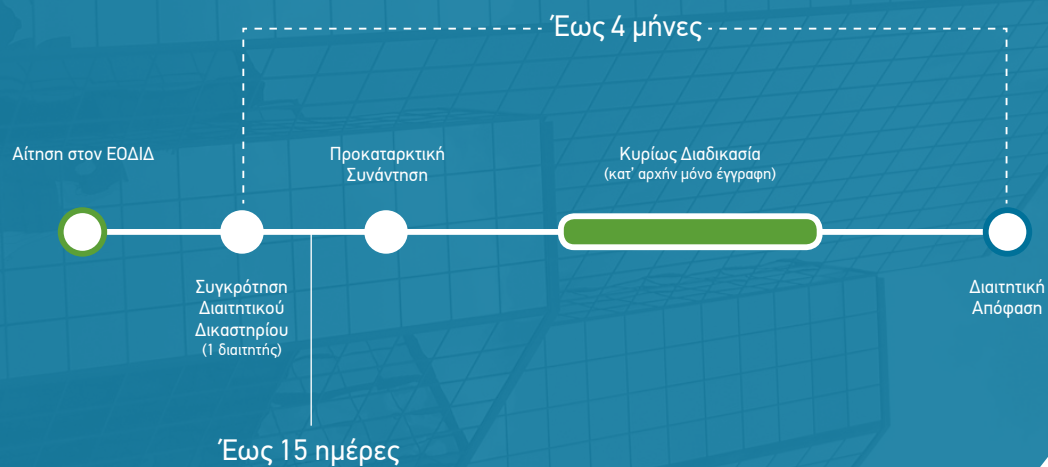 Έως 4 μήνες
Αίτηση στον ΕΟΔΙΔ
Προκαταρκτική
Συνάντηση
Κυρίως Διαδικασία
(κατ' αρχήν μόνο έγγραφη)
Συγκρότηση
Διαιτητικού
Δικαστηρίου
(1 διαιτητής)
Διαιτητική
Απόφαση
Έως 15 ημέρες